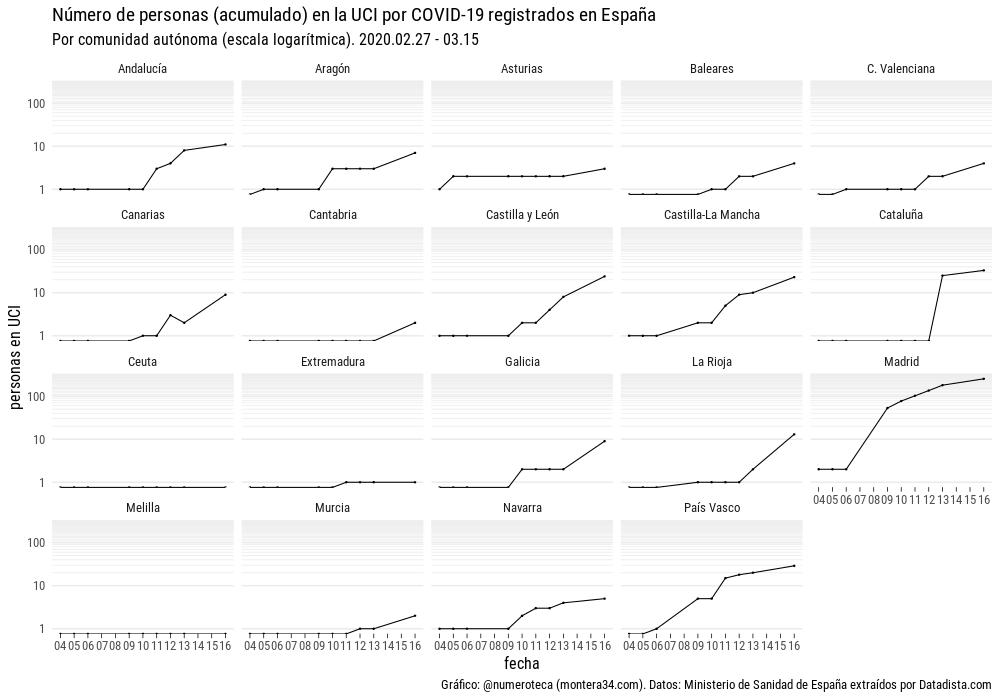 Número de personas (acumulado) en la UCI por COVID-19 registrados en España
Por comunidad autónoma (escala logarítmica). 2020.02.27 - 03.15
Andalucía Aragón Asturias Baleares C. Valenciana
100
10
1
Canarias Cantabria Castilla y León Castilla-La Mancha Cataluña
100
10
1
personas en UCI
Ceuta Extremadura Galicia La Rioja Madrid
100
10
1
04 05 06 07 08 09 10 11 12 13 14 15 16
Melilla Murcia Navarra País Vasco
100
10
1
04 05 06 07 08 09 10 11 12 13 14 15 16 04 05 06 07 08 09 10 11 12 13 14 15 16 04 05 06 07 08 09 10 11 12 13 14 15 16 04 05 06 07 08 09 10 11 12 13 14 15 16
fecha
Gráfico: @numeroteca (montera34.com). Datos: Ministerio de Sanidad de España extraídos por Datadista.com